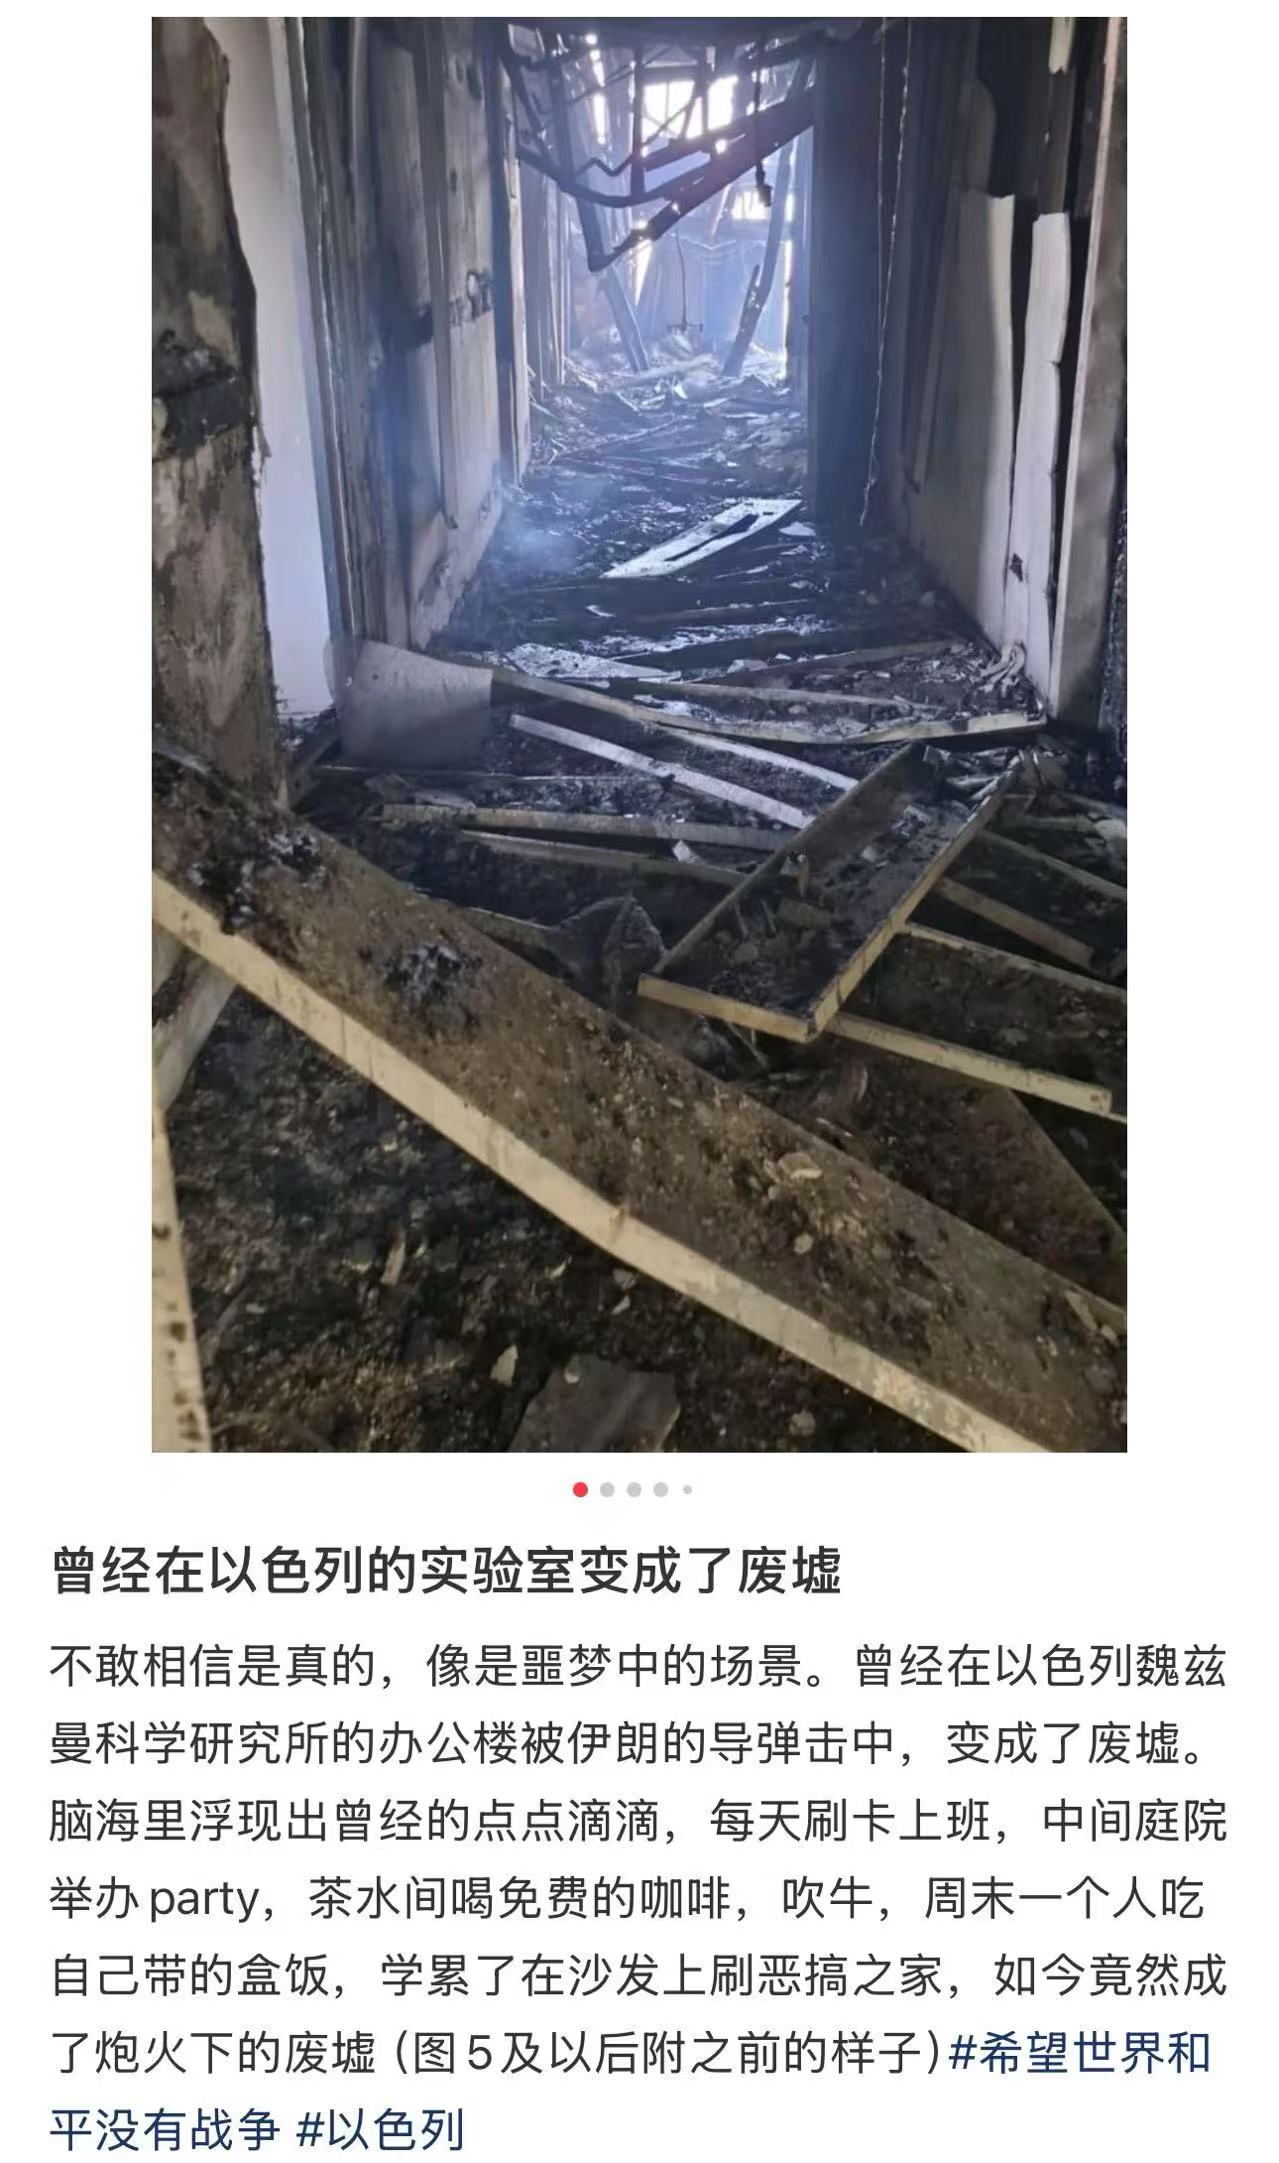 曾经在以色列的实验室变成了废墟
不敢相信是真的，像是噩梦中的场景。曾经在以色列魏兹
曼科学研究所的办公楼被伊朗的导弹击中，变成了废墟。
脑海里浮现出曾经的点点滴滴，每天刷卡上班，中间庭院
举办party，茶水间喝免费的咖啡，吹牛，周末一个人吃
自己带的盒饭，学累了在沙发上刷恶搞之家，如今竟然成
了炮火下的废墟（图5及以后附之前的样子）#希望世界和
平没有战争 #以色列